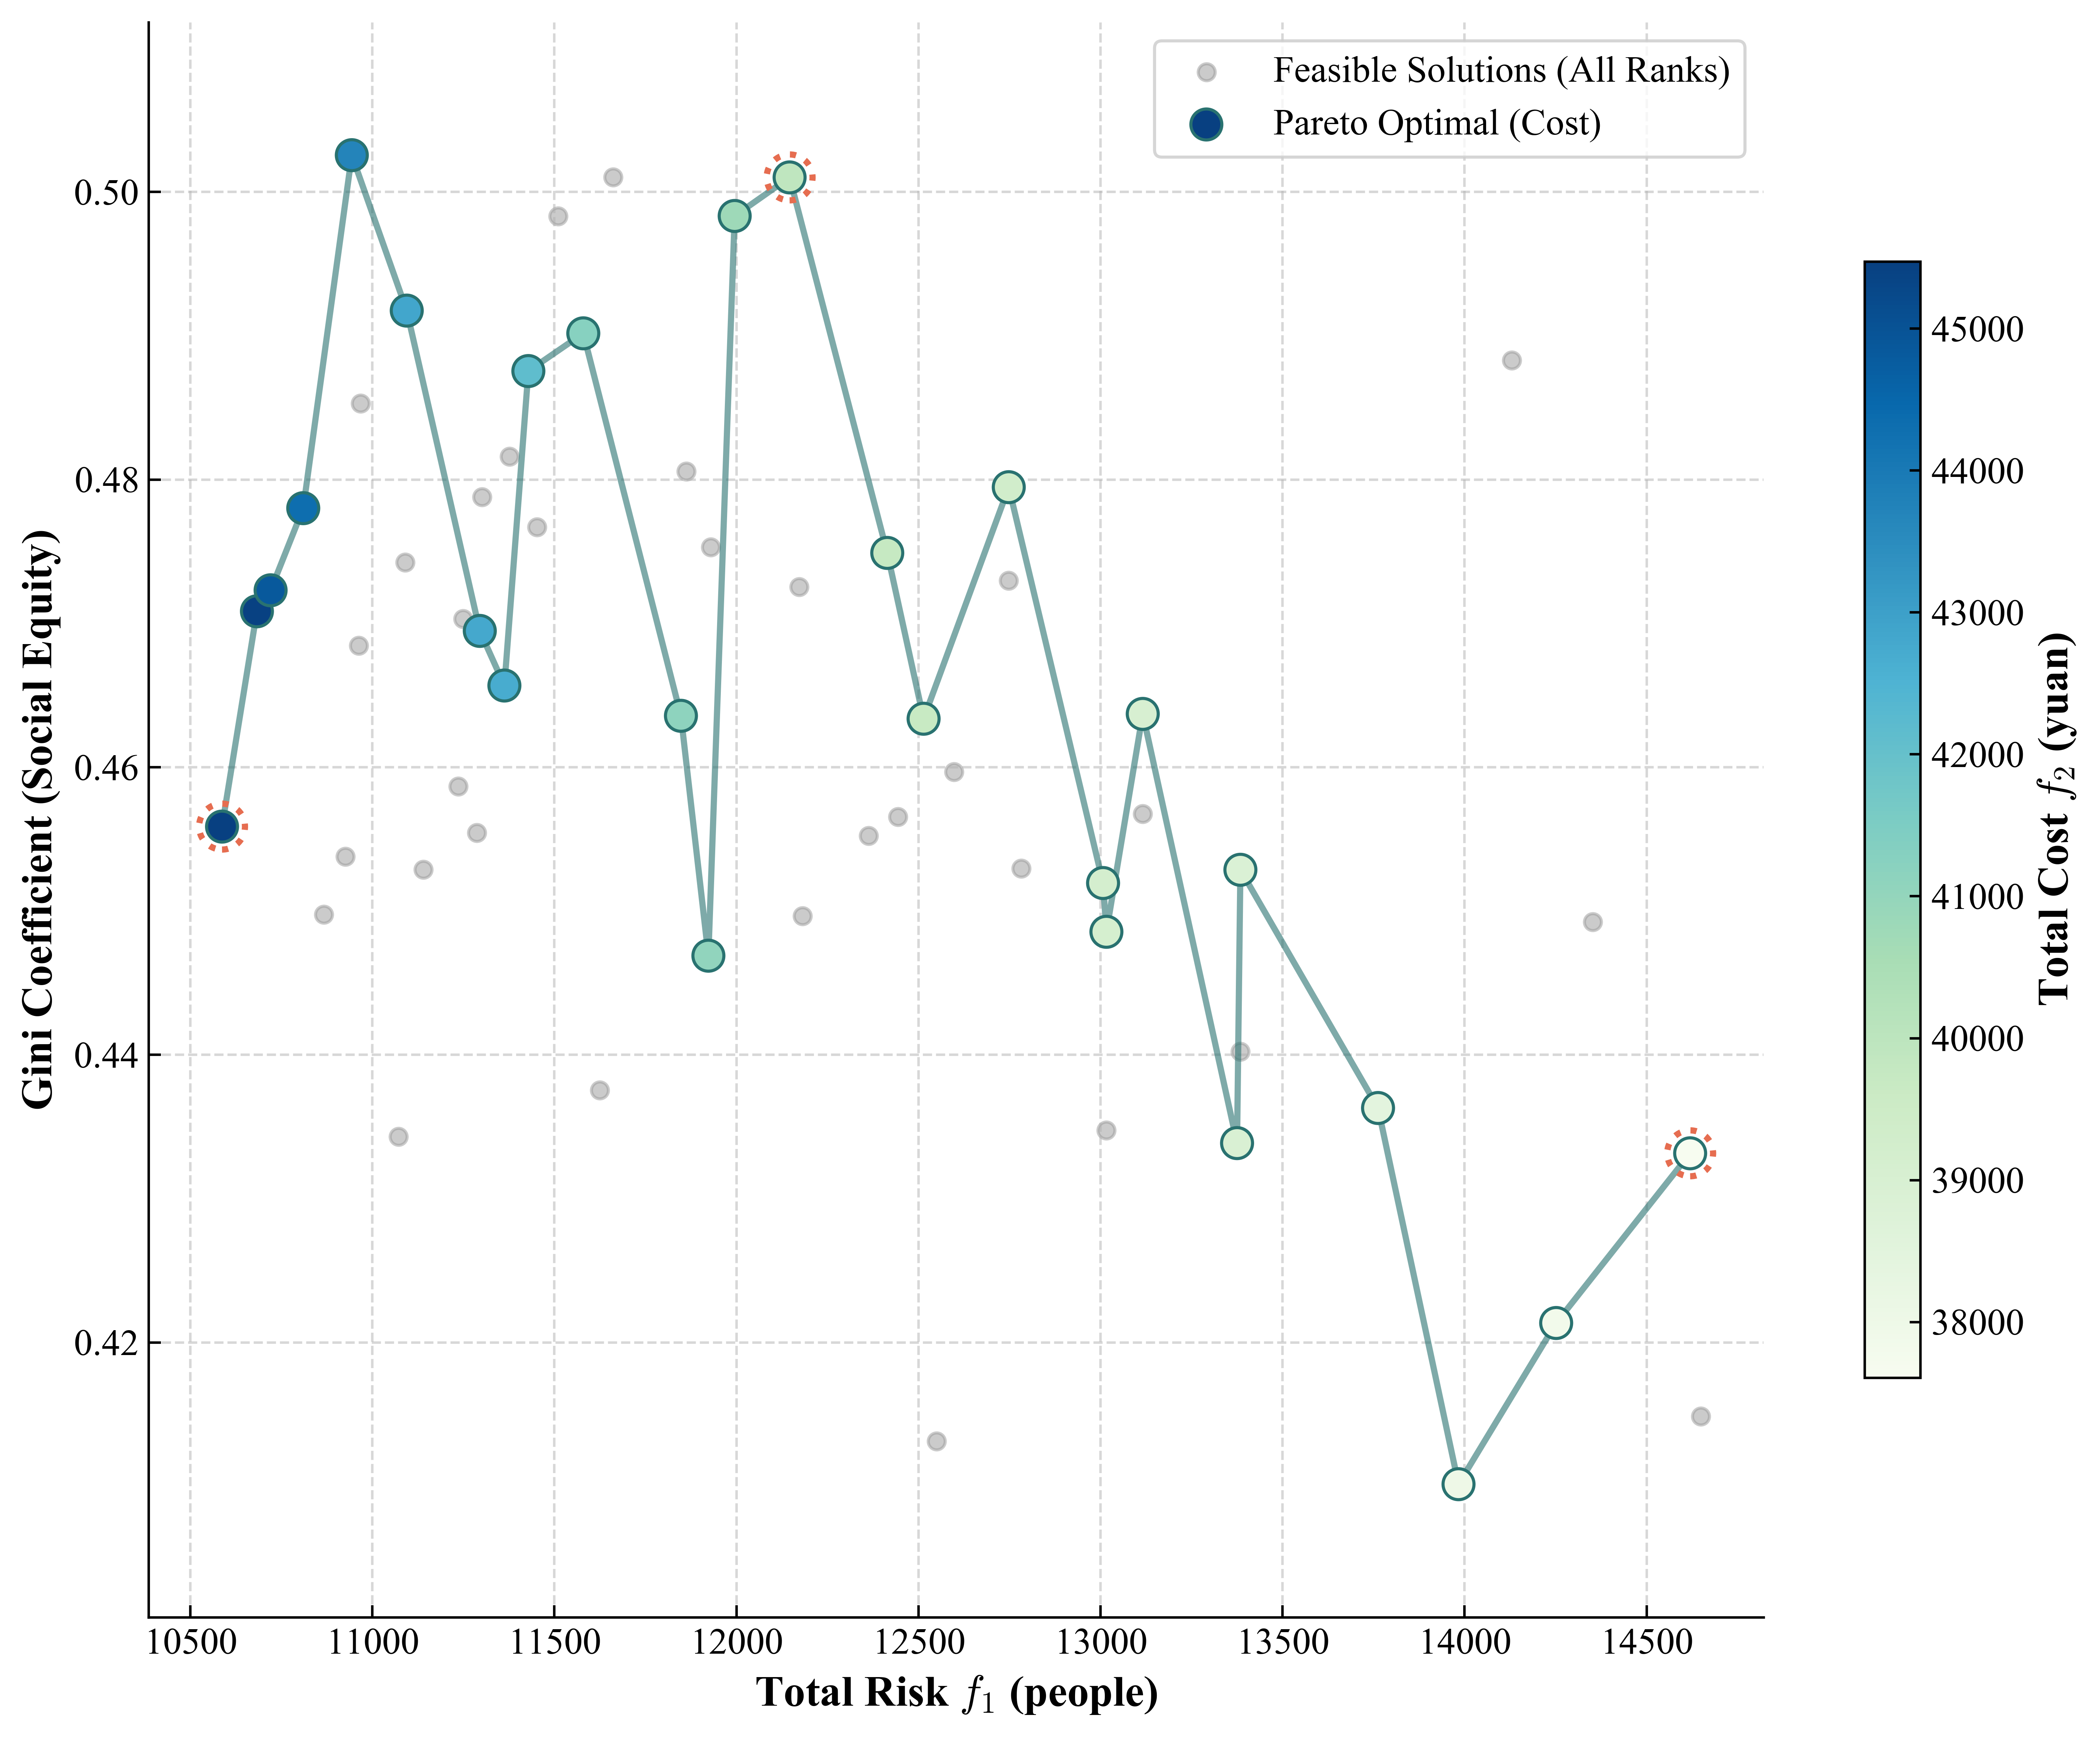 Feasible Solutions (All Ranks)
Pareto Optimal (Cost)
Gini Coefficient (Social Equity)
0.50
0.48
0.46
0.44
0.42
10500 11000 11500 12000 12500 13000 13500 14000 14500
Total Risk f₁ (people)
45000
44000
43000
42000
41000
40000
39000
38000
Total Cost f₂ (yuan)